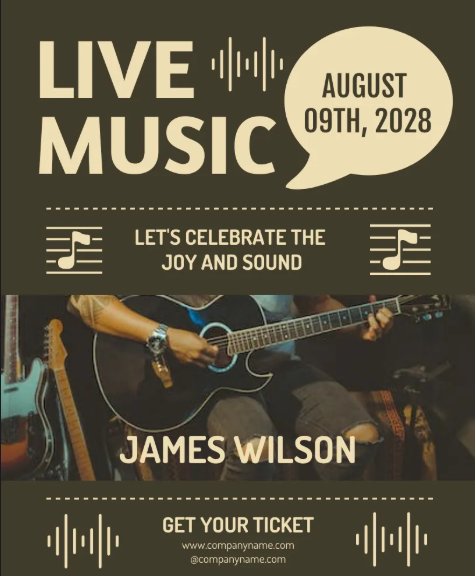 LIVE
MUSIC
AUGUST
09TH, 2028
LET'S CELEBRATE THE
JOY AND SOUND
JAMES WILSON
GET YOUR TICKET
www.companyname.com
@companyname.com